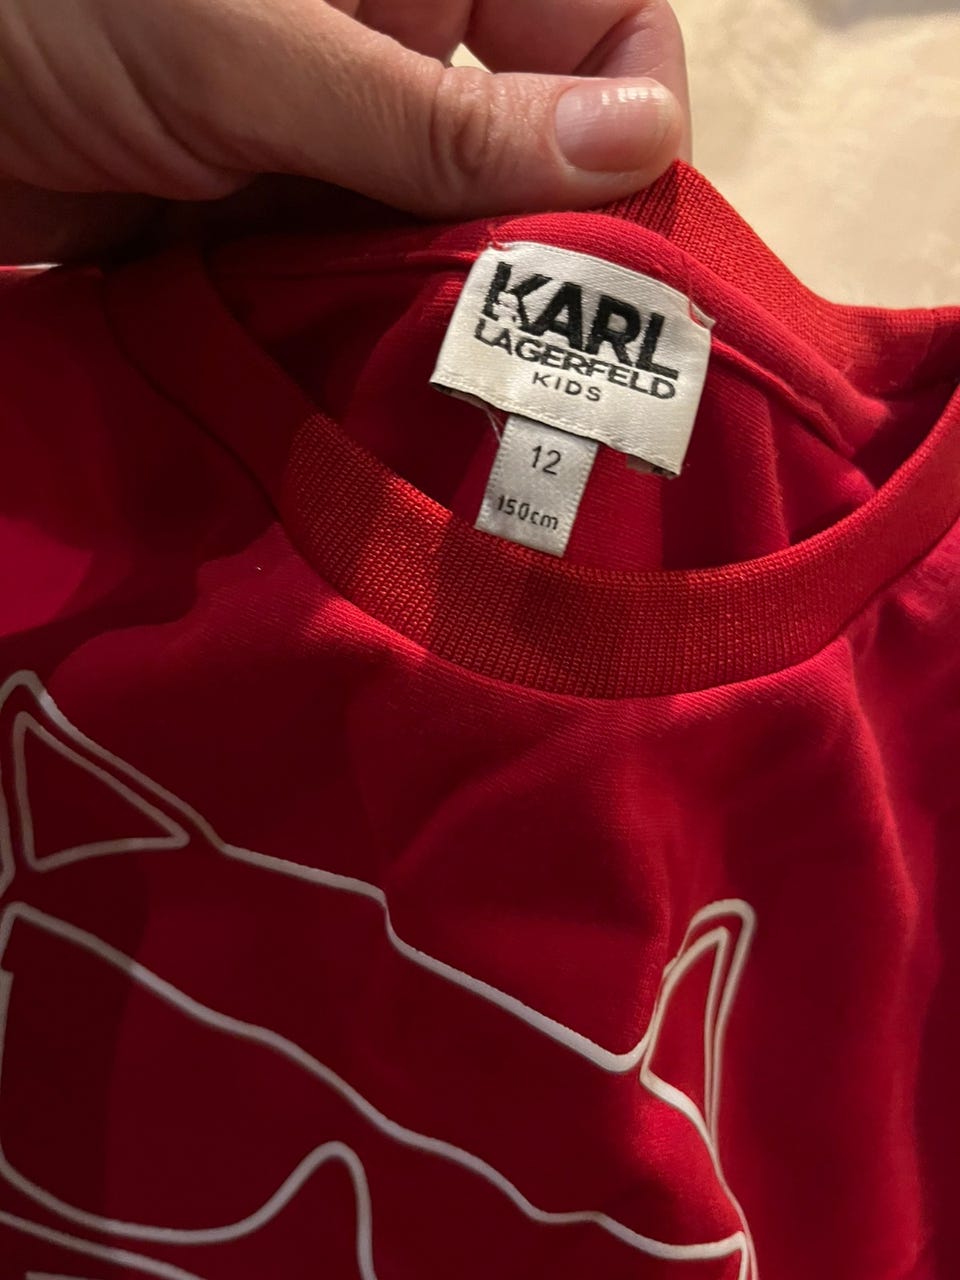 KARL
LAGERFELD
KIDS
12
150cm